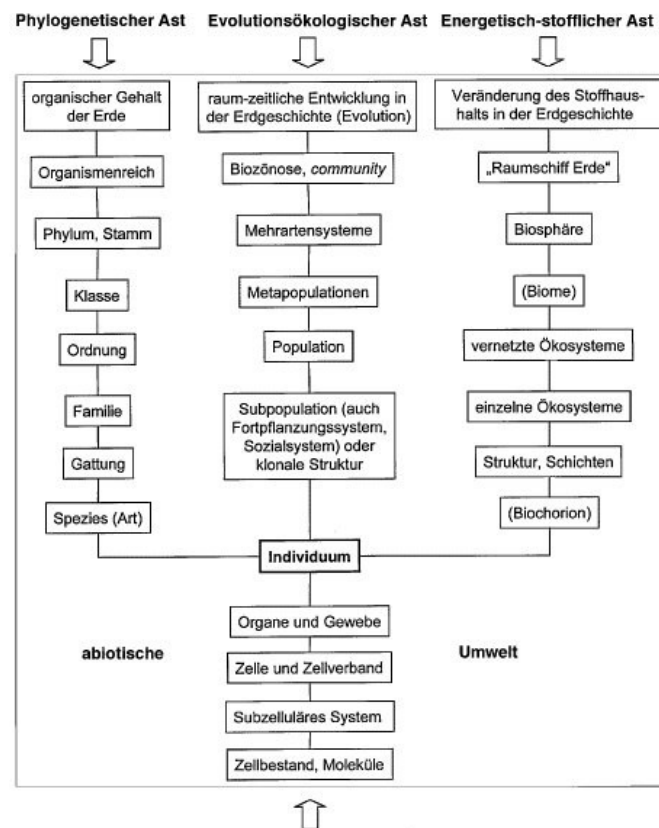 Phylogenetischer Ast
Evolutionsökologischer Ast
Energetisch-stofflicher Ast
organischer Gehalt
der Erde
Organismenreich
Phylum, Stamm
Klasse
Ordnung
Familie
Gattung
Spezies (Art)
raum-zeitliche Entwicklung in
der Erdgeschichte (Evolution)
Biozönose, community
Mehrartensysteme
Metapopulationen
Population
Subpopulation (auch
Fortpflanzungssystem,
Sozialsystem) oder
klonale Struktur
Veränderung des Stoffhaus-
halts in der Erdgeschichte
„Raumschiff Erde“
Biosphäre
(Biome)
vernetzte Ökosysteme
einzelne Ökosysteme
Struktur, Schichten
(Biochorion)
Individuum
Organe und Gewebe
abiotische
Umwelt
Zelle und Zellverband
Subzelluläres System
Zellbestand, Moleküle